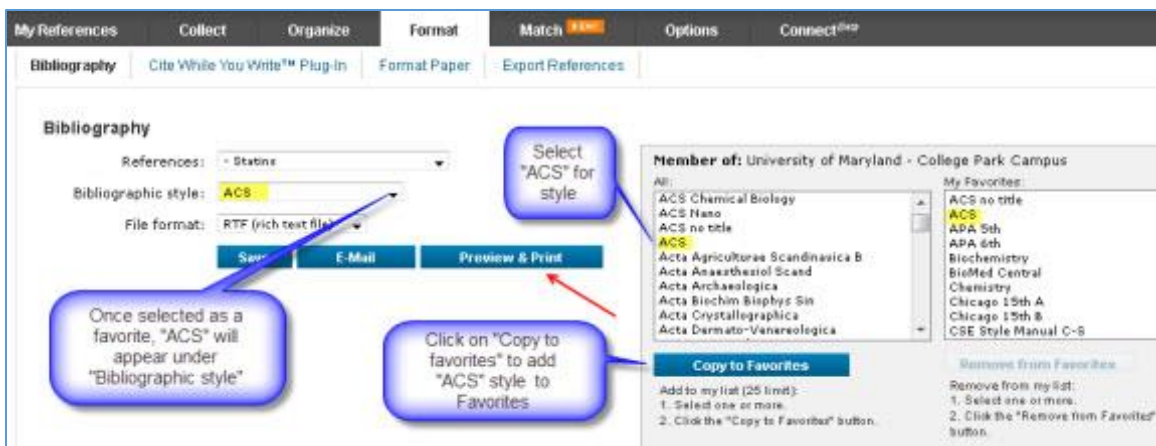 My References Collect Organize Format Match Options Connect
Bibliography Cite While You Write™ Plug-In Format Paper Export References
Bibliography
References: - Statins
Bibliographic style: ACS
File format: RTF (rich text file)
Save E-Mail Preview & Print
Once selected as a
favorite, "ACS" will
appear under
"Bibliographic style"
Select
"ACS" for
style
Click on "Copy to
favorites" to add
"ACS" style to
Favorites
Member of: University of Maryland - College Park Campus
All:
ACS Chemical Biology
ACS Nano
ACS no title
ACS
Acta Agriculturae Scandinavica B
Acta Anaesthesiol Scand
Acta Archaeologica
Acta Biochim Biophys Sin
Acta Crystallographica
Acta Dermato-Venereologica
Copy to Favorites
Add to my list (25 limit):
1. Select one or more.
2. Click the "Copy to Favorites" button.
My Favorites:
ACS no title
ACS
APA 5th
APA 6th
Biochemistry
BioMed Central
Chemistry
Chicago 15th A
Chicago 15th B
CSE Style Manual C-S
Remove from Favorites
Remove from my list:
1. Select one or more.
2. Click the "Remove from Favorites"
button.